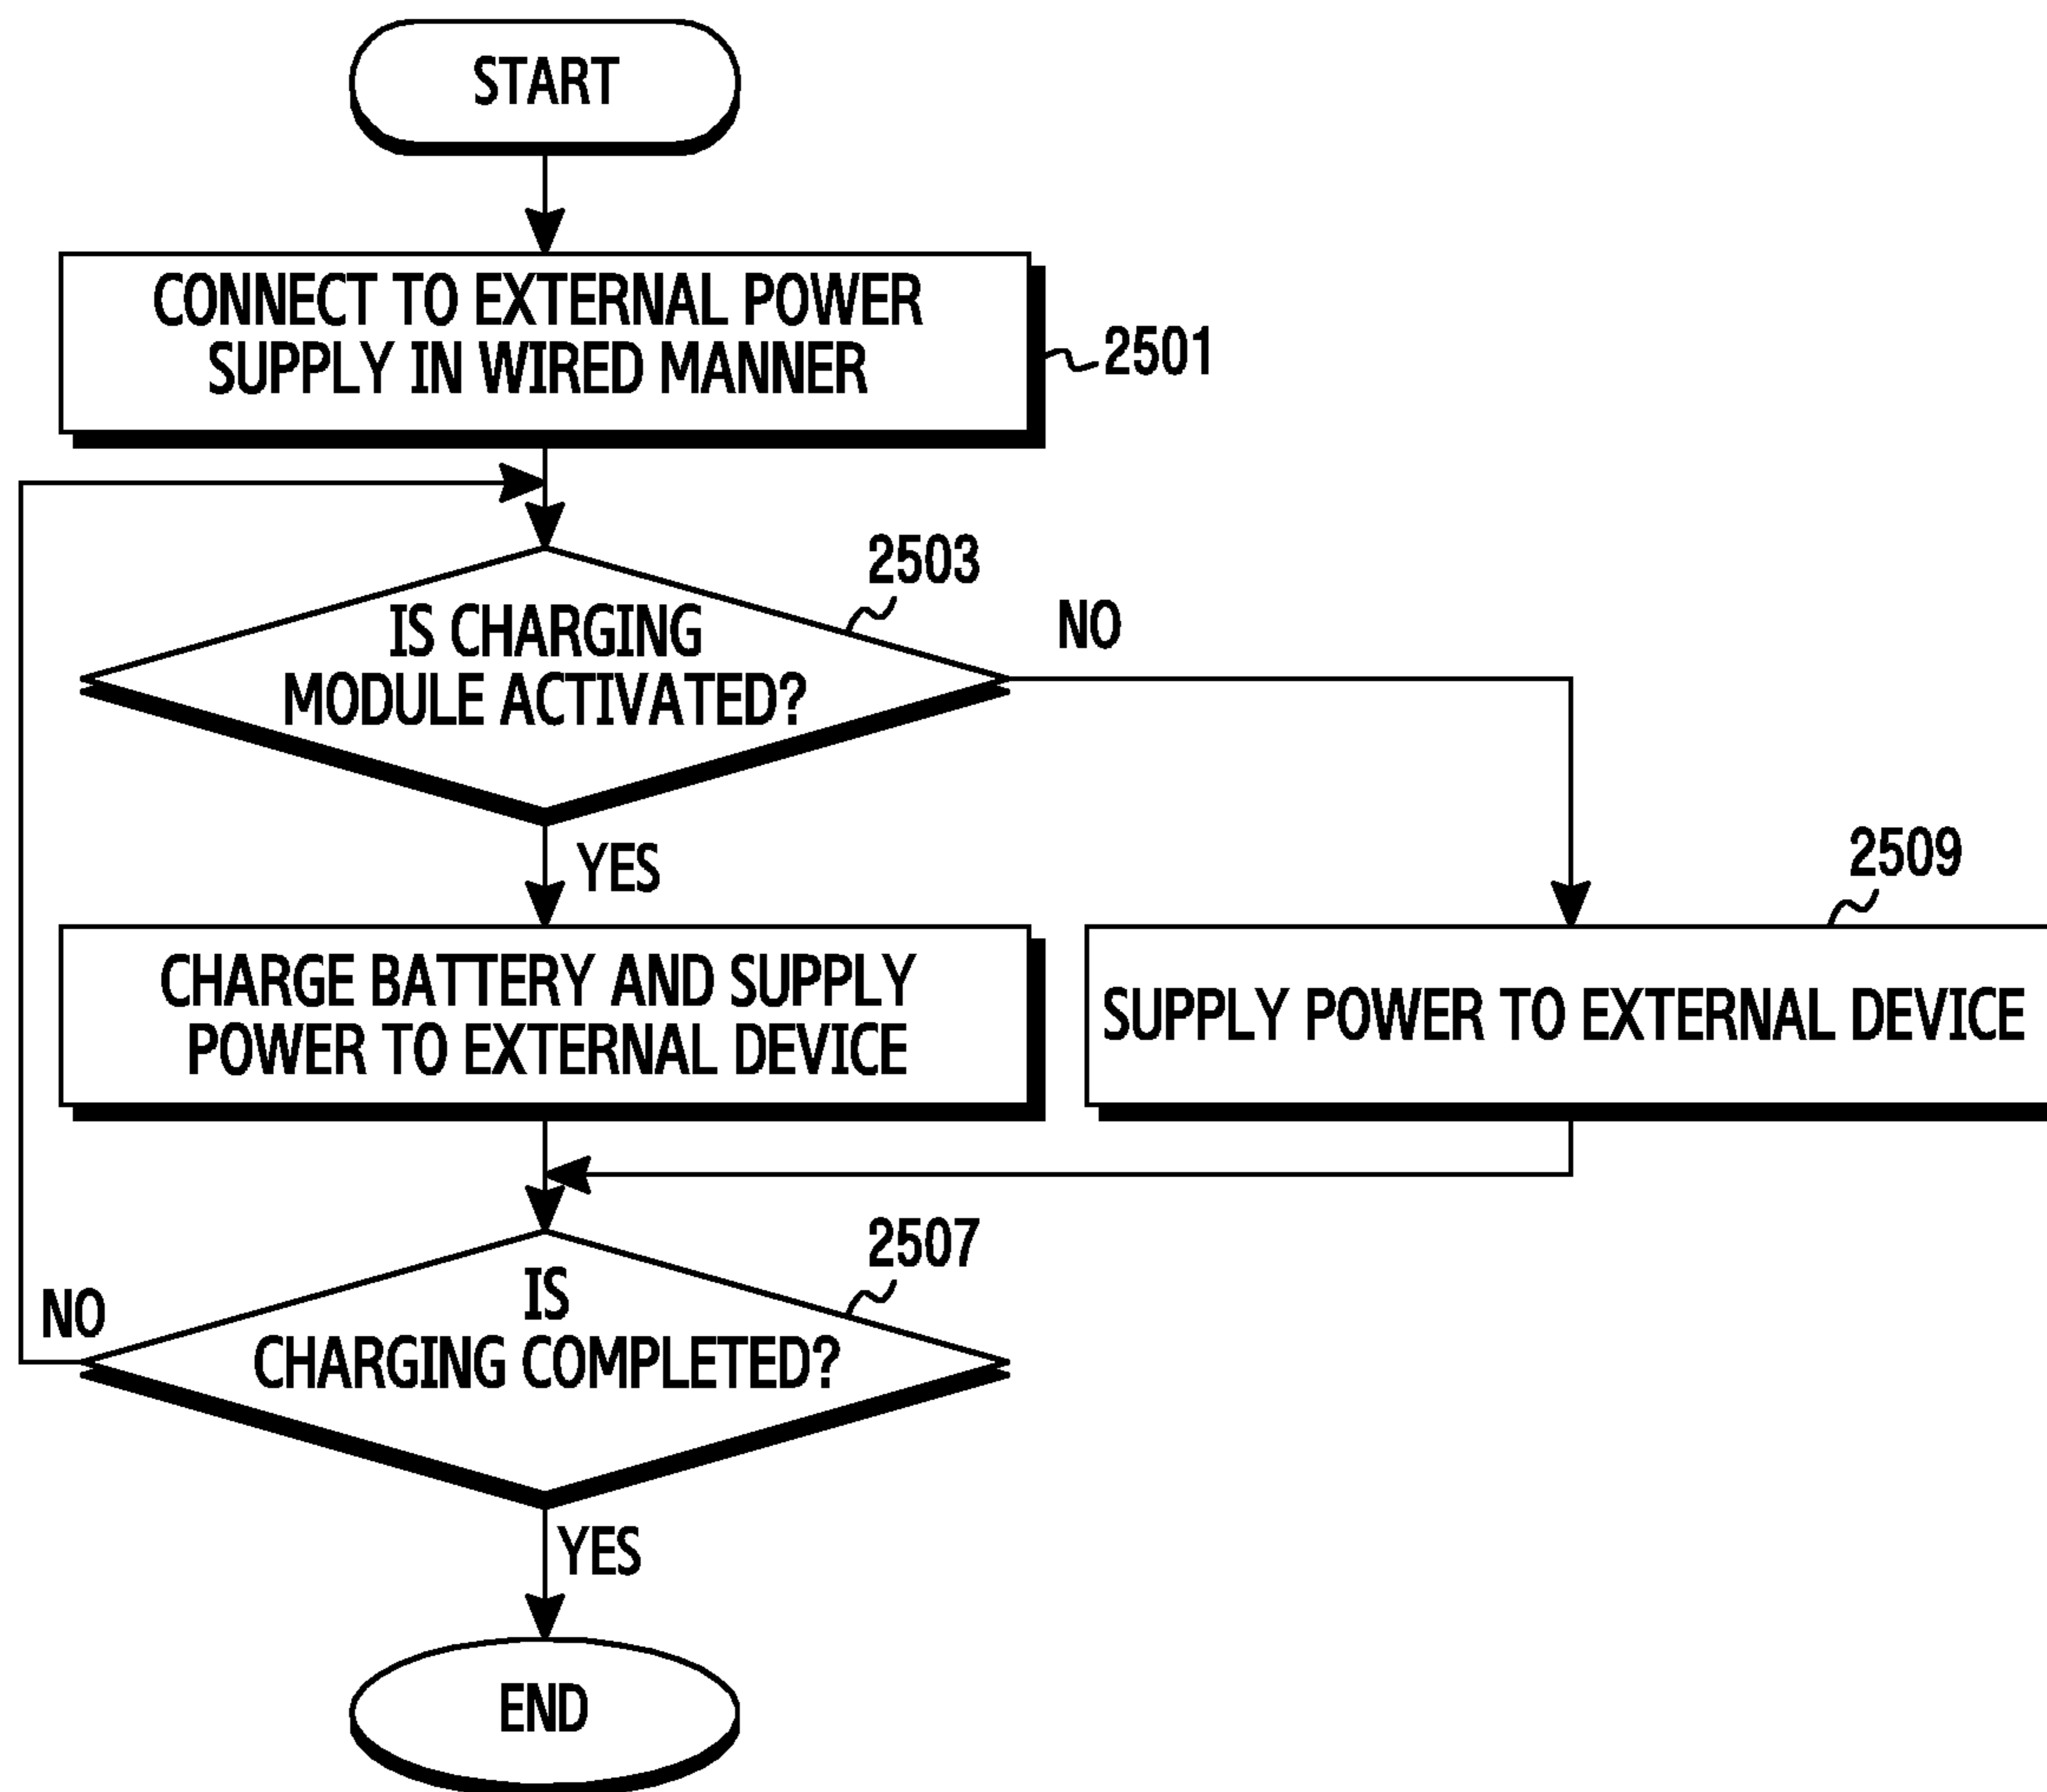 START
CONNECT TO EXTERNAL POWER
SUPPLY IN WIRED MANNER
2501
2503
IS CHARGING
MODULE ACTIVATED?
NO
YES
2509
CHARGE BATTERY AND SUPPLY
POWER TO EXTERNAL DEVICE
SUPPLY POWER TO EXTERNAL DEVICE
2507
IS
CHARGING COMPLETED?
NO
YES
END